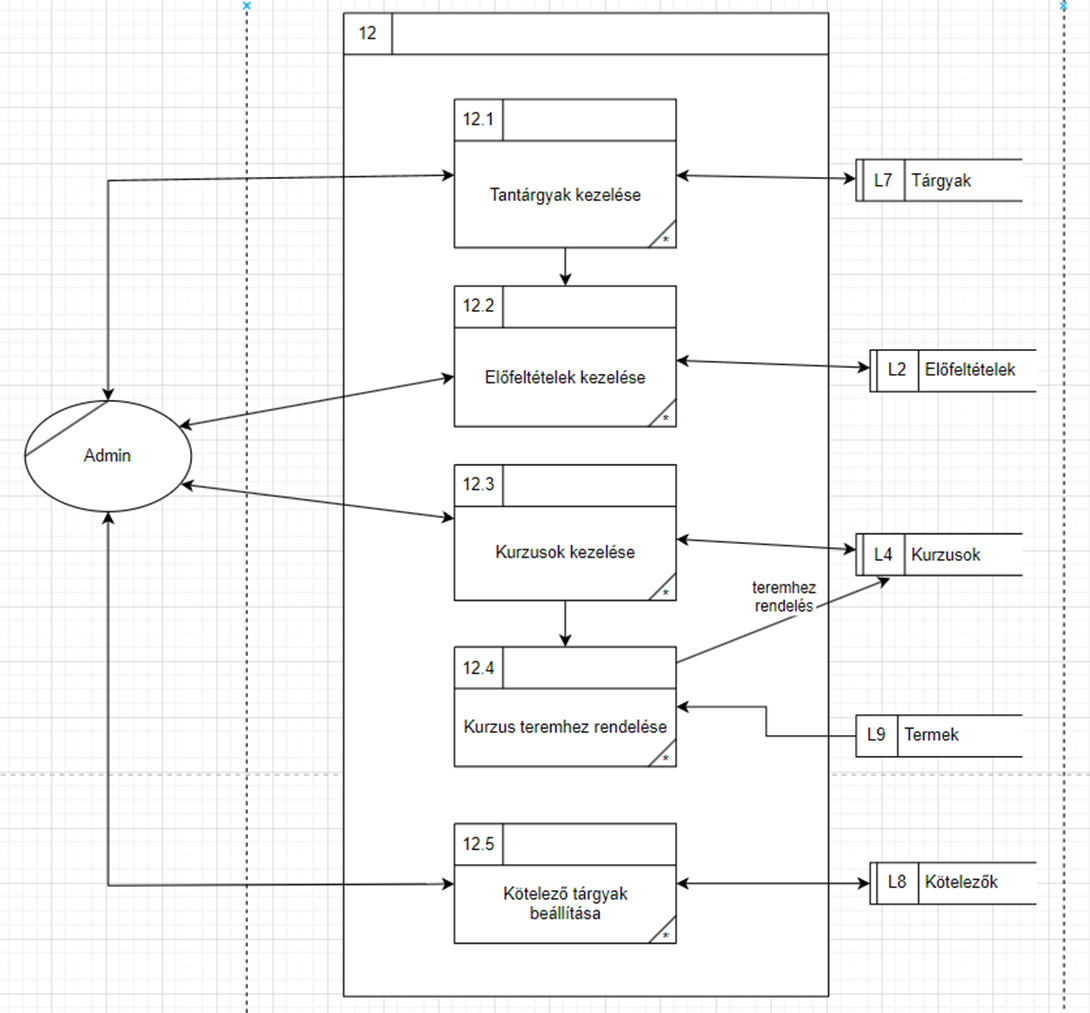 12
12.1
Tantárgyak kezelése
*
L7 Tárgyak
12.2
Előfeltételek kezelése
*
L2 Előfeltételek
Admin
12.3
Kurzusok kezelése
*
L4 Kurzusok
teremhez
rendelés
12.4
Kurzus teremhez rendelése
*
L9 Termek
12.5
Kötelező tárgyak
beállítása
*
L8 Kötelezők